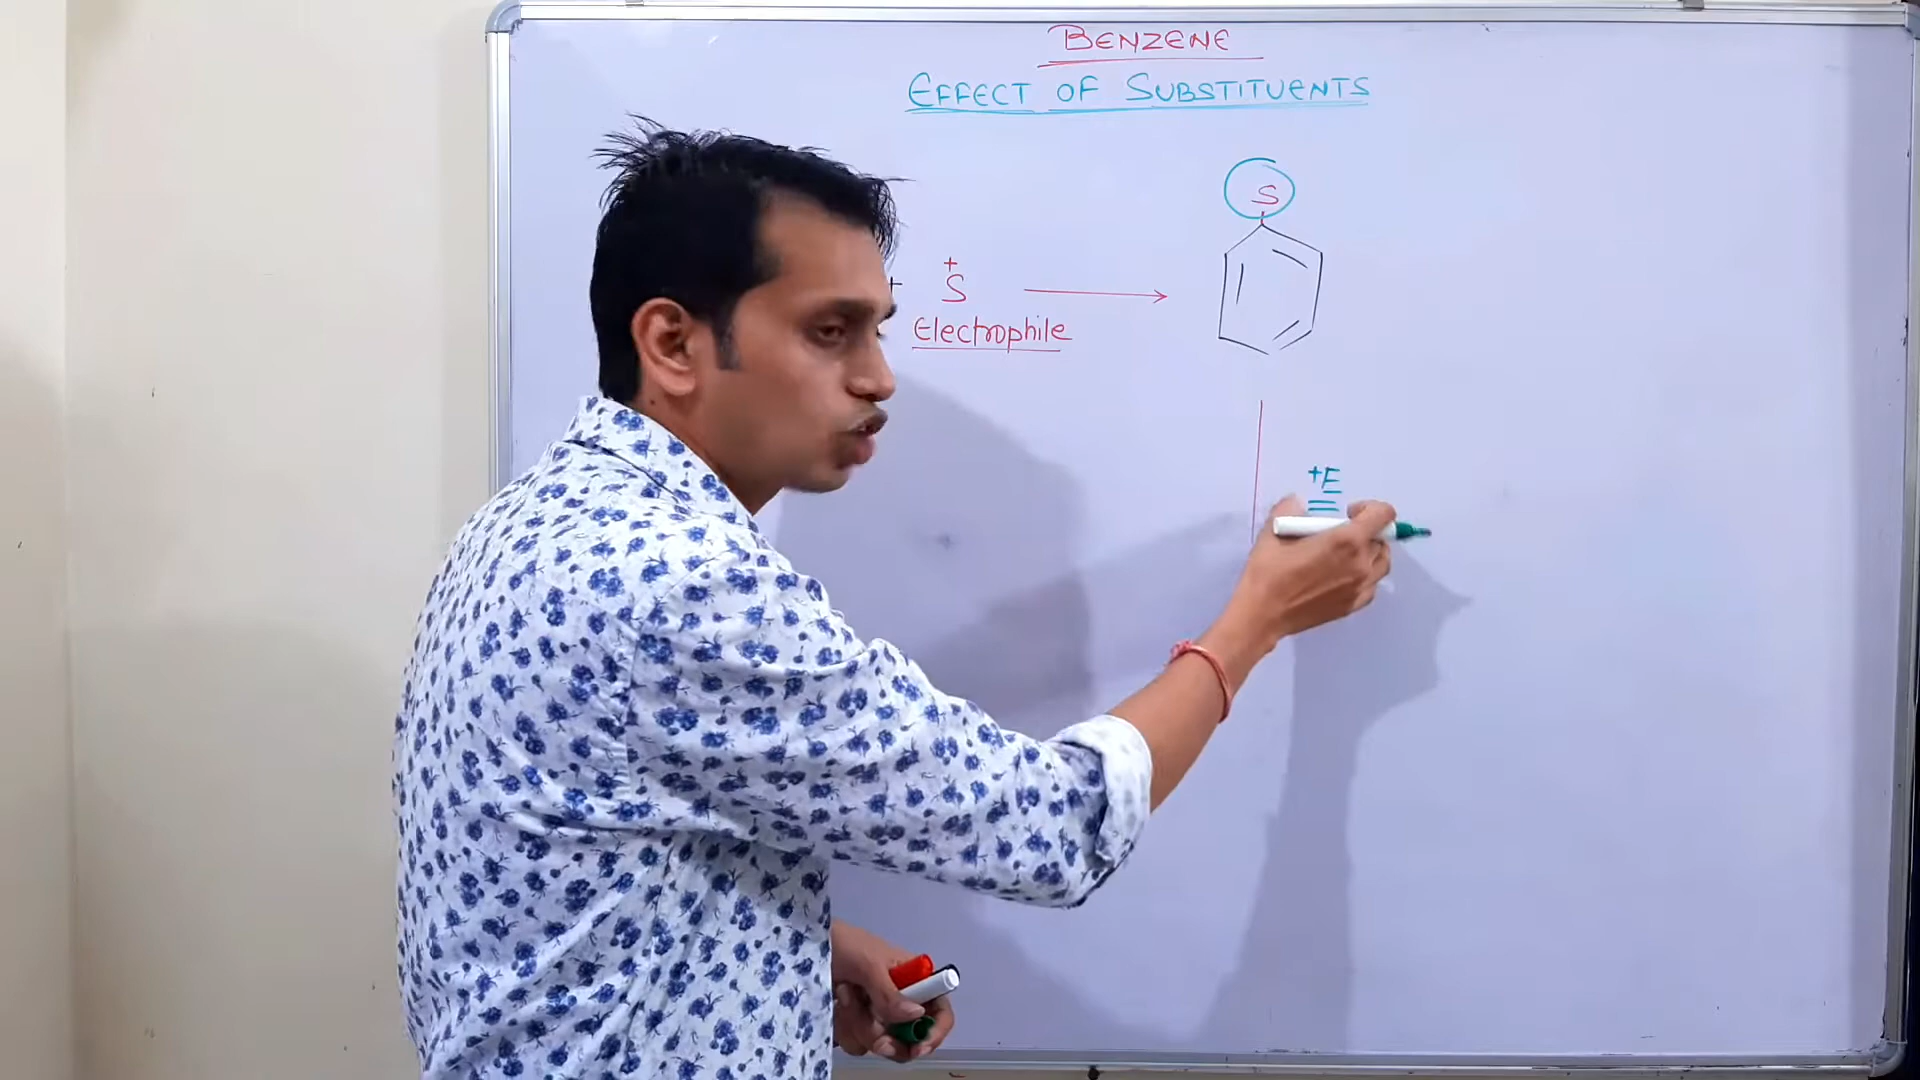 BENZENE
EFFECT OF SUBSTITUENTS
S
+ S+
Electrophile
+E